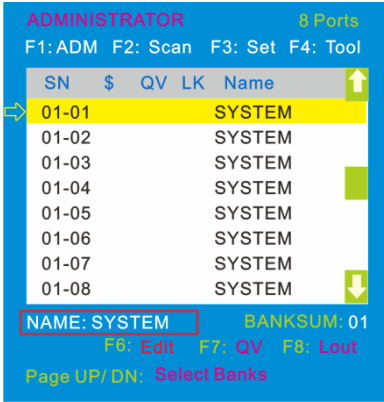 ADMINISTRATOR 8 Ports
F1: ADM F2: Scan F3: Set F4: Tool
SN $ QV LK Name
01-01 SYSTEM
01-02 SYSTEM
01-03 SYSTEM
01-04 SYSTEM
01-05 SYSTEM
01-06 SYSTEM
01-07 SYSTEM
01-08 SYSTEM
NAME: SYSTEM BANKSUM: 01
F6: Edit F7: QV F8: Lout
Page UP/ DN: Select Banks